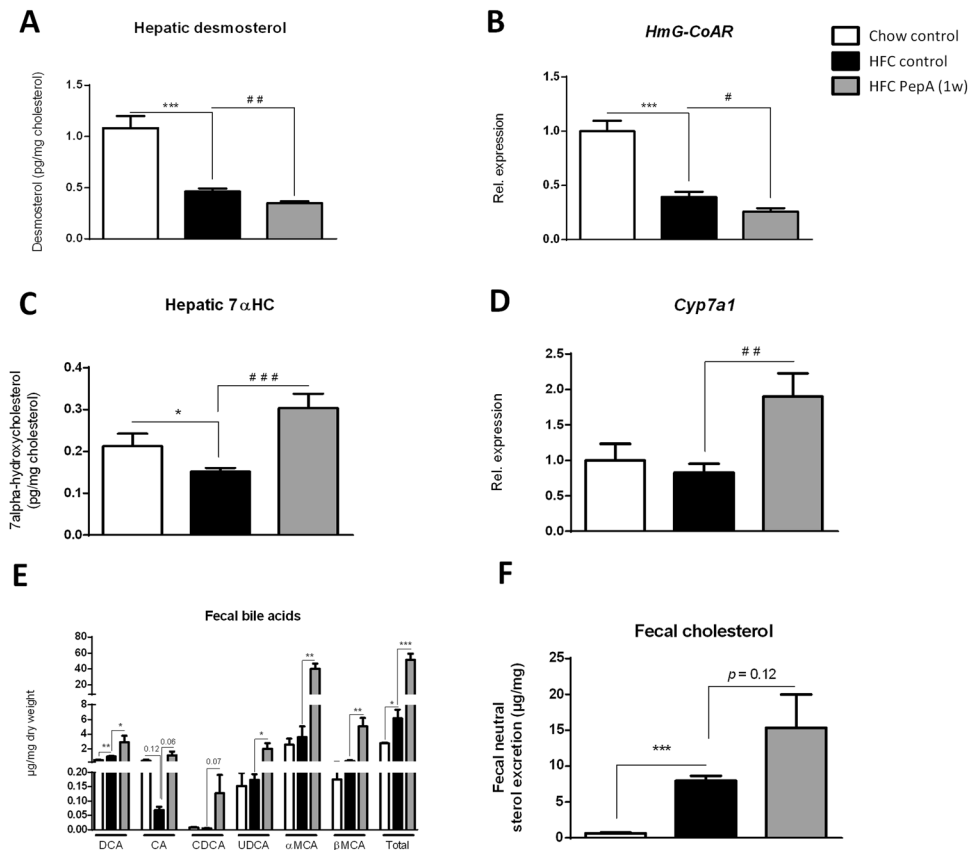 A
Hepatic desmosterol
Desmosterol (pg/mg cholesterol)
1.5
1.0
0.5
0.0
***
# #
B
HmG-CoAR
Rel. expression
1.5
1.0
0.5
0.0
***
#
Chow control
HFC control
HFC PepA (1w)
C
Hepatic 7 αHC
7alpha-hydroxycholesterol
(pg/mg cholesterol)
0.4
0.3
0.2
0.1
0.0
*
# # #
D
Cyp7a1
Rel. expression
2.5
2.0
1.5
1.0
0.5
0.0
# #
E
Fecal bile acids
µg/mg dry weight
80
60
40
20
8
6
4
2
0.20
0.15
0.10
0.05
0.00
**
*
0.12
0.06
0.07
*
**
**
*
***
DCA CA CDCA UDCA αMCA βMCA Total
F
Fecal cholesterol
Fecal neutral
sterol excretion (µg/mg)
25
20
15
10
5
0
***
p = 0.12